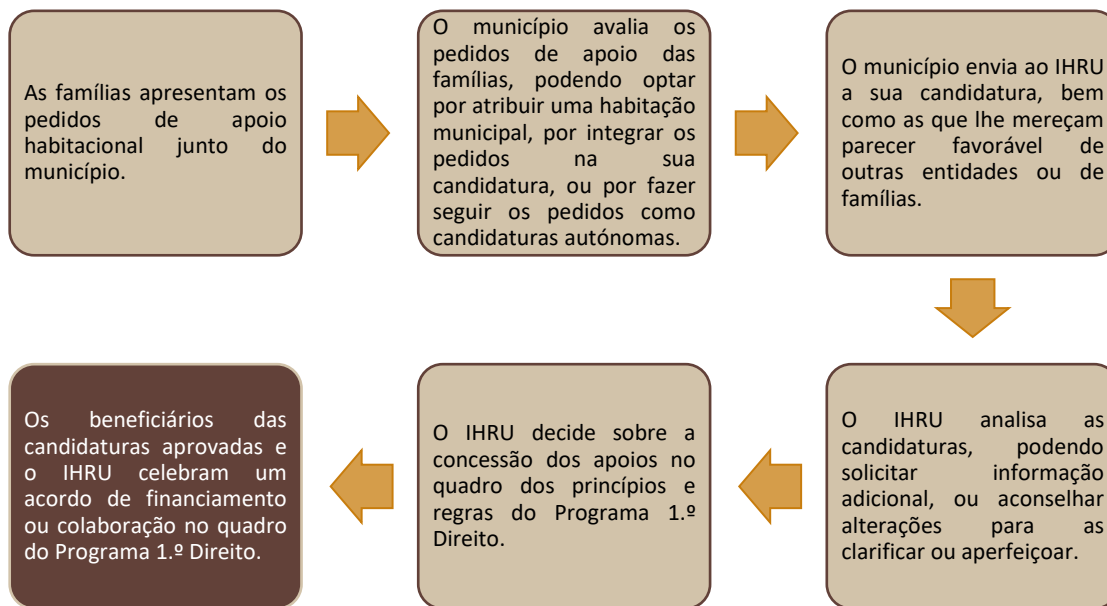 As famílias apresentam os
pedidos de apoio
habitacional junto do
município.
O município avalia os
pedidos de apoio das
famílias, podendo optar
por atribuir uma habitação
municipal, por integrar os
pedidos na sua
candidatura, ou por fazer
seguir os pedidos como
candidaturas autónomas.
O município envia ao IHRU
a sua candidatura, bem
como as que lhe mereçam
parecer favorável de
outras entidades ou de
famílias.
O IHRU analisa as
candidaturas, podendo
solicitar informação
adicional, ou aconselhar
alterações para as
clarificar ou aperfeiçoar.
O IHRU decide sobre a
concessão dos apoios no
quadro dos princípios e
regras do Programa 1.º
Direito.
Os beneficiários das
candidaturas aprovadas e
o IHRU celebram um
acordo de financiamento
ou colaboração no quadro
do Programa 1.º Direito.